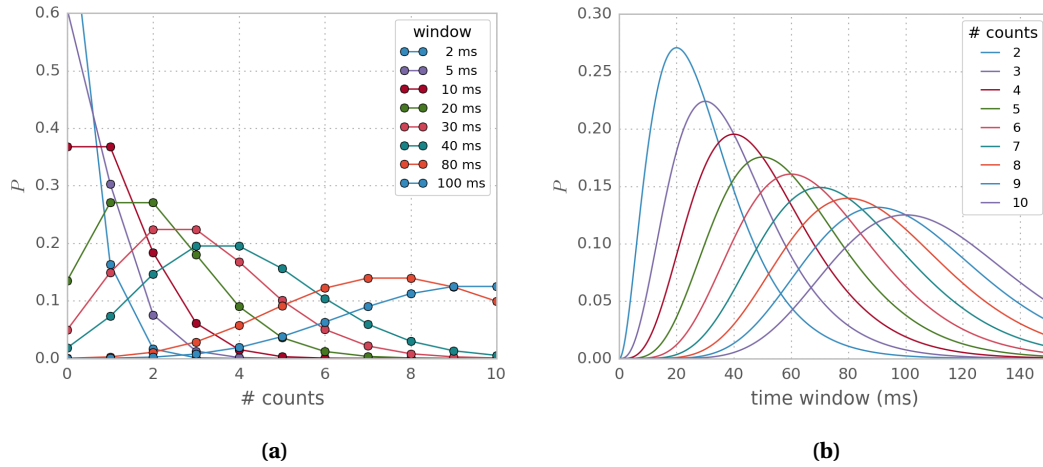 0.6
0.5
0.4
0.3
0.2
0.1
0.0
P
0 2 4 6 8 10
# counts
window
2 ms
5 ms
10 ms
20 ms
30 ms
40 ms
80 ms
100 ms
(a)
0.30
0.25
0.20
0.15
0.10
0.05
0.00
P
0 20 40 60 80 100 120 140
time window (ms)
# counts
2
3
4
5
6
7
8
9
10
(b)